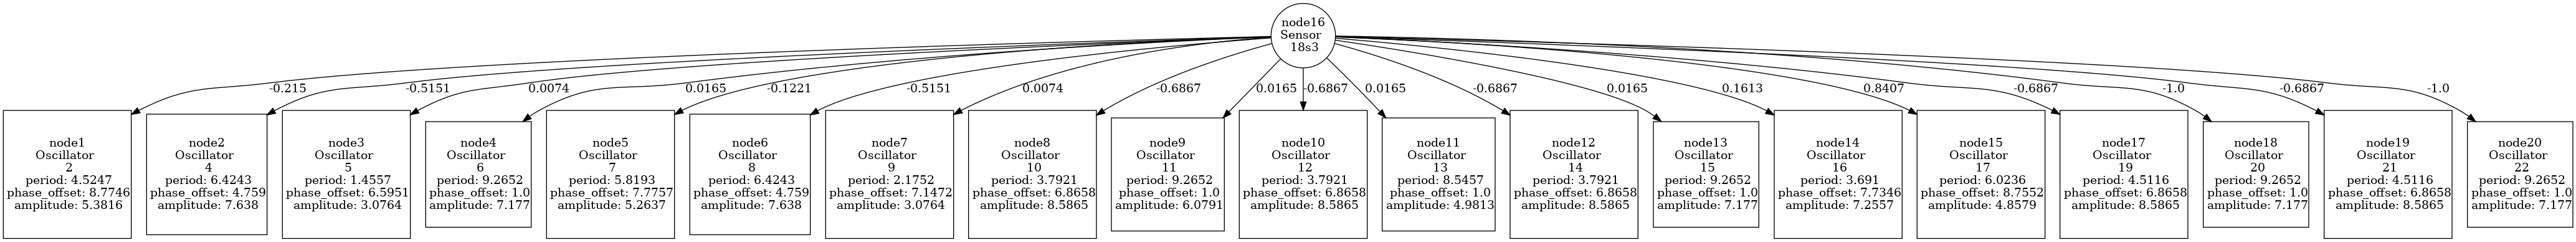 node16
Sensor
18s3
-0.215
-0.5151
0.0074
0.0165
-0.1221
-0.5151
0.0074
-0.6867
0.0165
-0.6867
0.0165
-0.6867
0.0165
0.1613
0.8407
-0.6867
-1.0
-0.6867
-1.0
node1
Oscillator
2
period: 4.5247
phase_offset: 8.7746
amplitude: 5.3816
node2
Oscillator
4
period: 6.4243
phase_offset: 4.759
amplitude: 7.638
node3
Oscillator
5
period: 1.4557
phase_offset: 6.5951
amplitude: 3.0764
node4
Oscillator
6
period: 9.2652
phase_offset: 1.0
amplitude: 7.177
node5
Oscillator
7
period: 5.8193
phase_offset: 7.7757
amplitude: 5.2637
node6
Oscillator
8
period: 6.4243
phase_offset: 4.759
amplitude: 7.638
node7
Oscillator
9
period: 2.1752
phase_offset: 7.1472
amplitude: 3.0764
node8
Oscillator
10
period: 3.7921
phase_offset: 6.8658
amplitude: 8.5865
node9
Oscillator
11
period: 9.2652
phase_offset: 1.0
amplitude: 6.0791
node10
Oscillator
12
period: 3.7921
phase_offset: 6.8658
amplitude: 8.5865
node11
Oscillator
13
period: 8.5457
phase_offset: 1.0
amplitude: 4.9813
node12
Oscillator
14
period: 3.7921
phase_offset: 6.8658
amplitude: 8.5865
node13
Oscillator
15
period: 9.2652
phase_offset: 1.0
amplitude: 7.177
node14
Oscillator
16
period: 3.691
phase_offset: 7.7346
amplitude: 7.2557
node15
Oscillator
17
period: 6.0236
phase_offset: 8.7552
amplitude: 4.8579
node17
Oscillator
19
period: 4.5116
phase_offset: 6.8658
amplitude: 8.5865
node18
Oscillator
20
period: 9.2652
phase_offset: 1.0
amplitude: 7.177
node19
Oscillator
21
period: 4.5116
phase_offset: 6.8658
amplitude: 8.5865
node20
Oscillator
22
period: 9.2652
phase_offset: 1.0
amplitude: 7.177